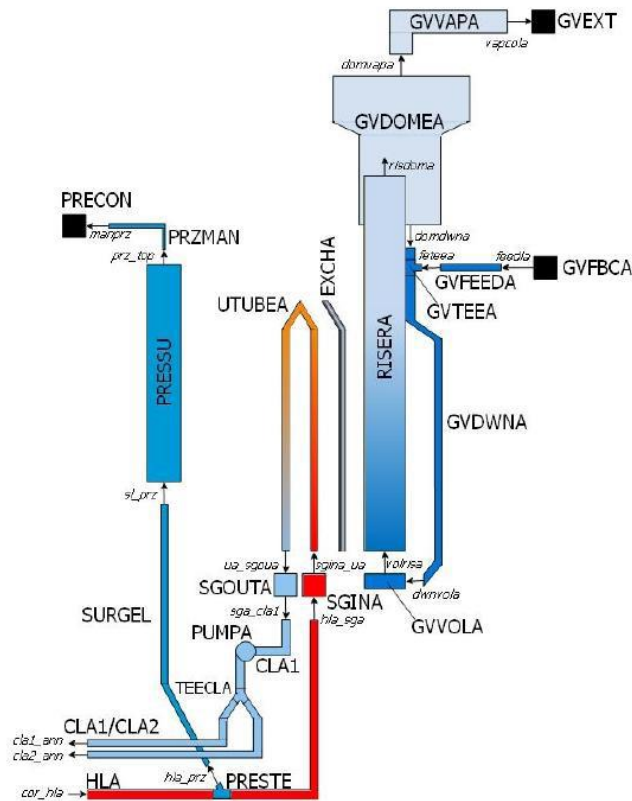 GVVAPA
GVEXT
vapcola
domvapa
GVDOMEA
risdoma
PRECON
manprz
PRZMAN
prz_top
domdwna
feteea
feedla
GVFEEDA
GVFBCA
GVTEEA
EXCHA
UTUBEA
RISERA
PRESSU
GVDWNA
sl_prz
ua_sgoua
sgina_ua
volrisa
SGOUTA
SGINA
dwnvola
GVVOLA
sga_cla1
hla_sga
SURGEL
PUMPA
CLA1
TEECLA
CLA1/CLA2
cla1_ann
cla2_ann
hla_prz
PRESTE
HLA
cor_hla